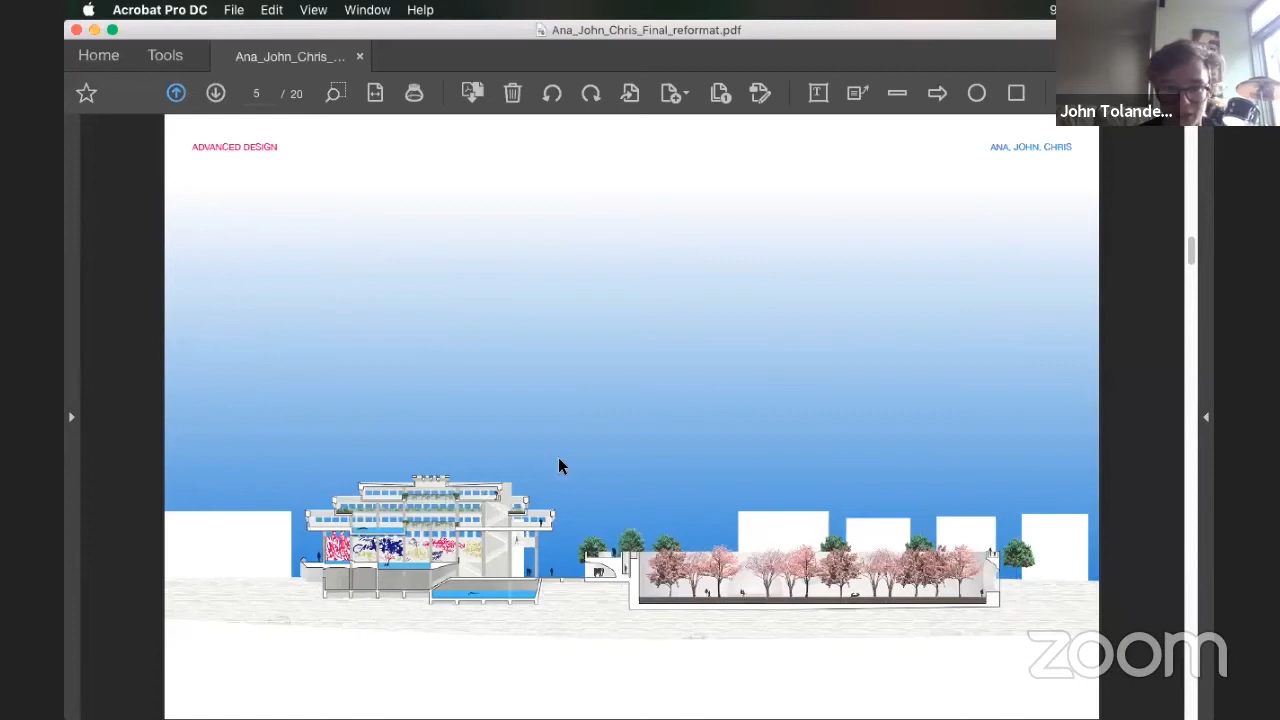 Acrobat Pro DC File Edit View Window Help
Ana_John_Chris_Final_reformat.pdf
Home Tools Ana_John_Chris_... ×
5 / 20
John Tolande...
ADVANCED DESIGN
ANA, JOHN, CHRIS
zoom